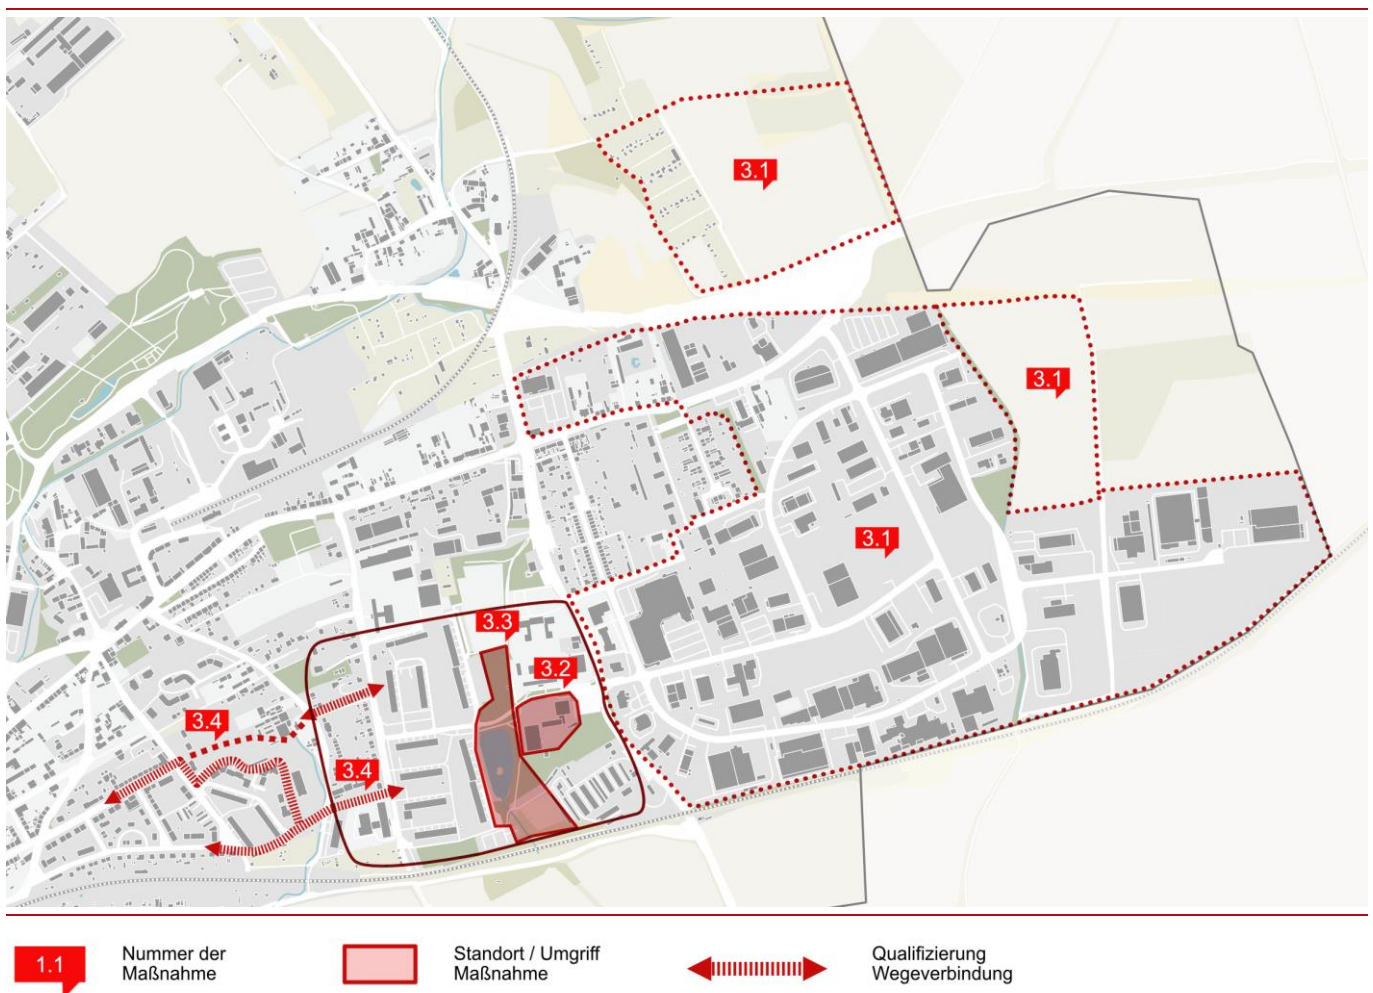 3.1
3.1
3.1
3.3
3.2
3.4
3.4
1.1
Nummer der
Maßnahme
Standort / Umgriff
Maßnahme
Qualifizierung
Wegeverbindung